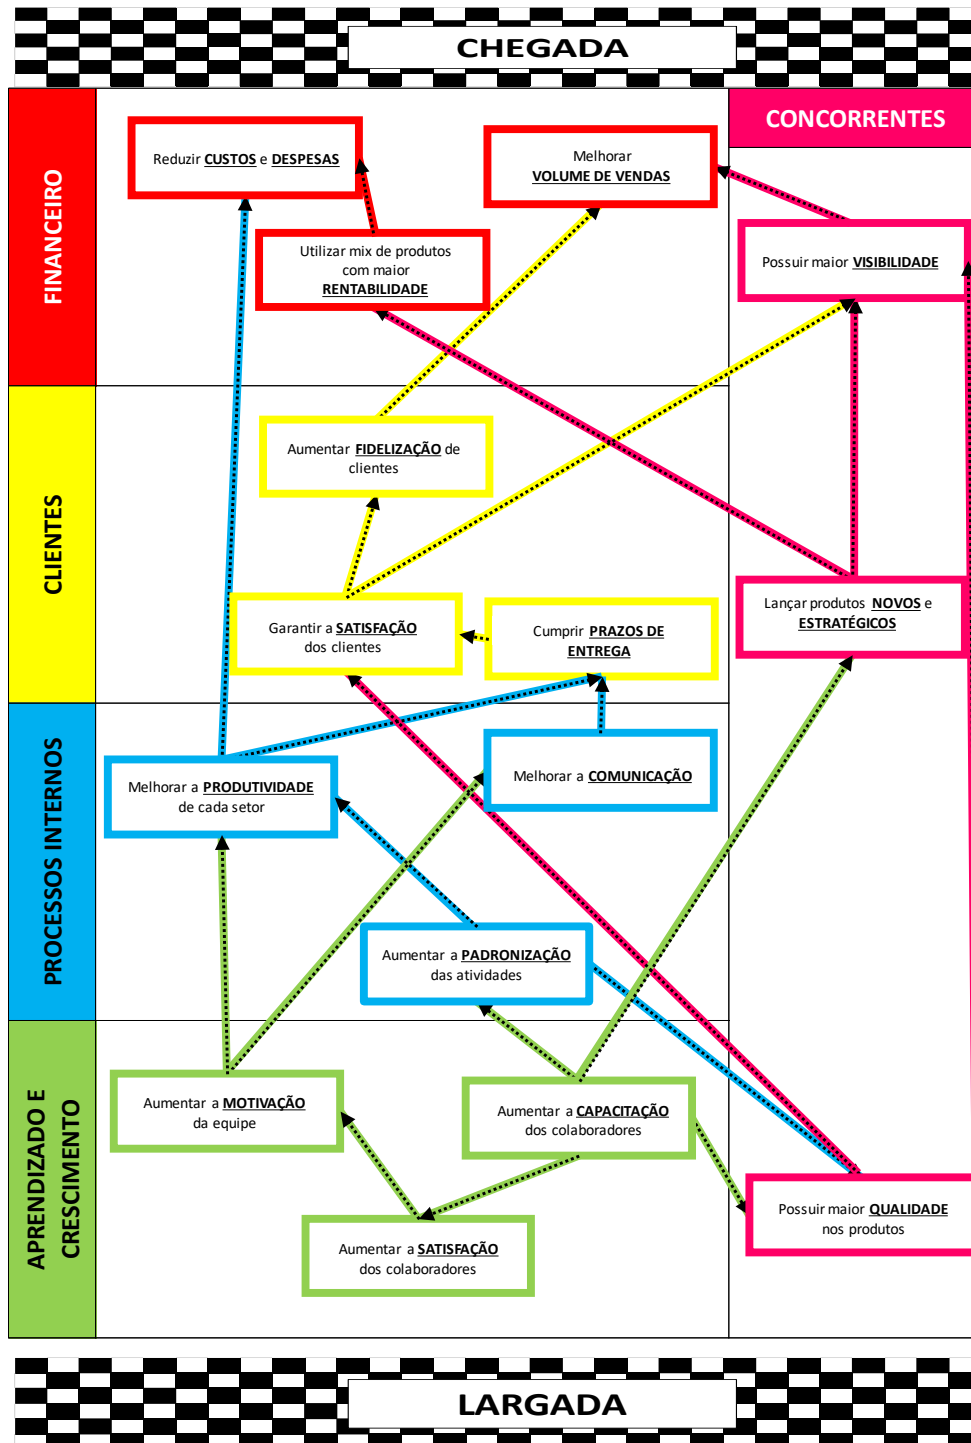 CHEGADA
CONCORRENTES
FINANCEIRO
Reduzir CUSTOS e DESPESAS
Melhorar
VOLUME DE VENDAS
Utilizar mix de produtos
com maior
RENTABILIDADE
Possuir maior VISIBILIDADE
CLIENTES
Aumentar FIDELIZAÇÃO de
clientes
Garantir a SATISFAÇÃO
dos clientes
Cumprir PRAZOS DE
ENTREGA
Lançar produtos NOVOS e
ESTRATÉGICOS
PROCESSOS INTERNOS
Melhorar a PRODUTIVIDADE
de cada setor
Melhorar a COMUNICAÇÃO
Aumentar a PADRONIZAÇÃO
das atividades
APRENDIZADO E
CRESCIMENTO
Aumentar a MOTIVAÇÃO
da equipe
Aumentar a CAPACITAÇÃO
dos colaboradores
Aumentar a SATISFAÇÃO
dos colaboradores
Possuir maior QUALIDADE
nos produtos
LARGADA